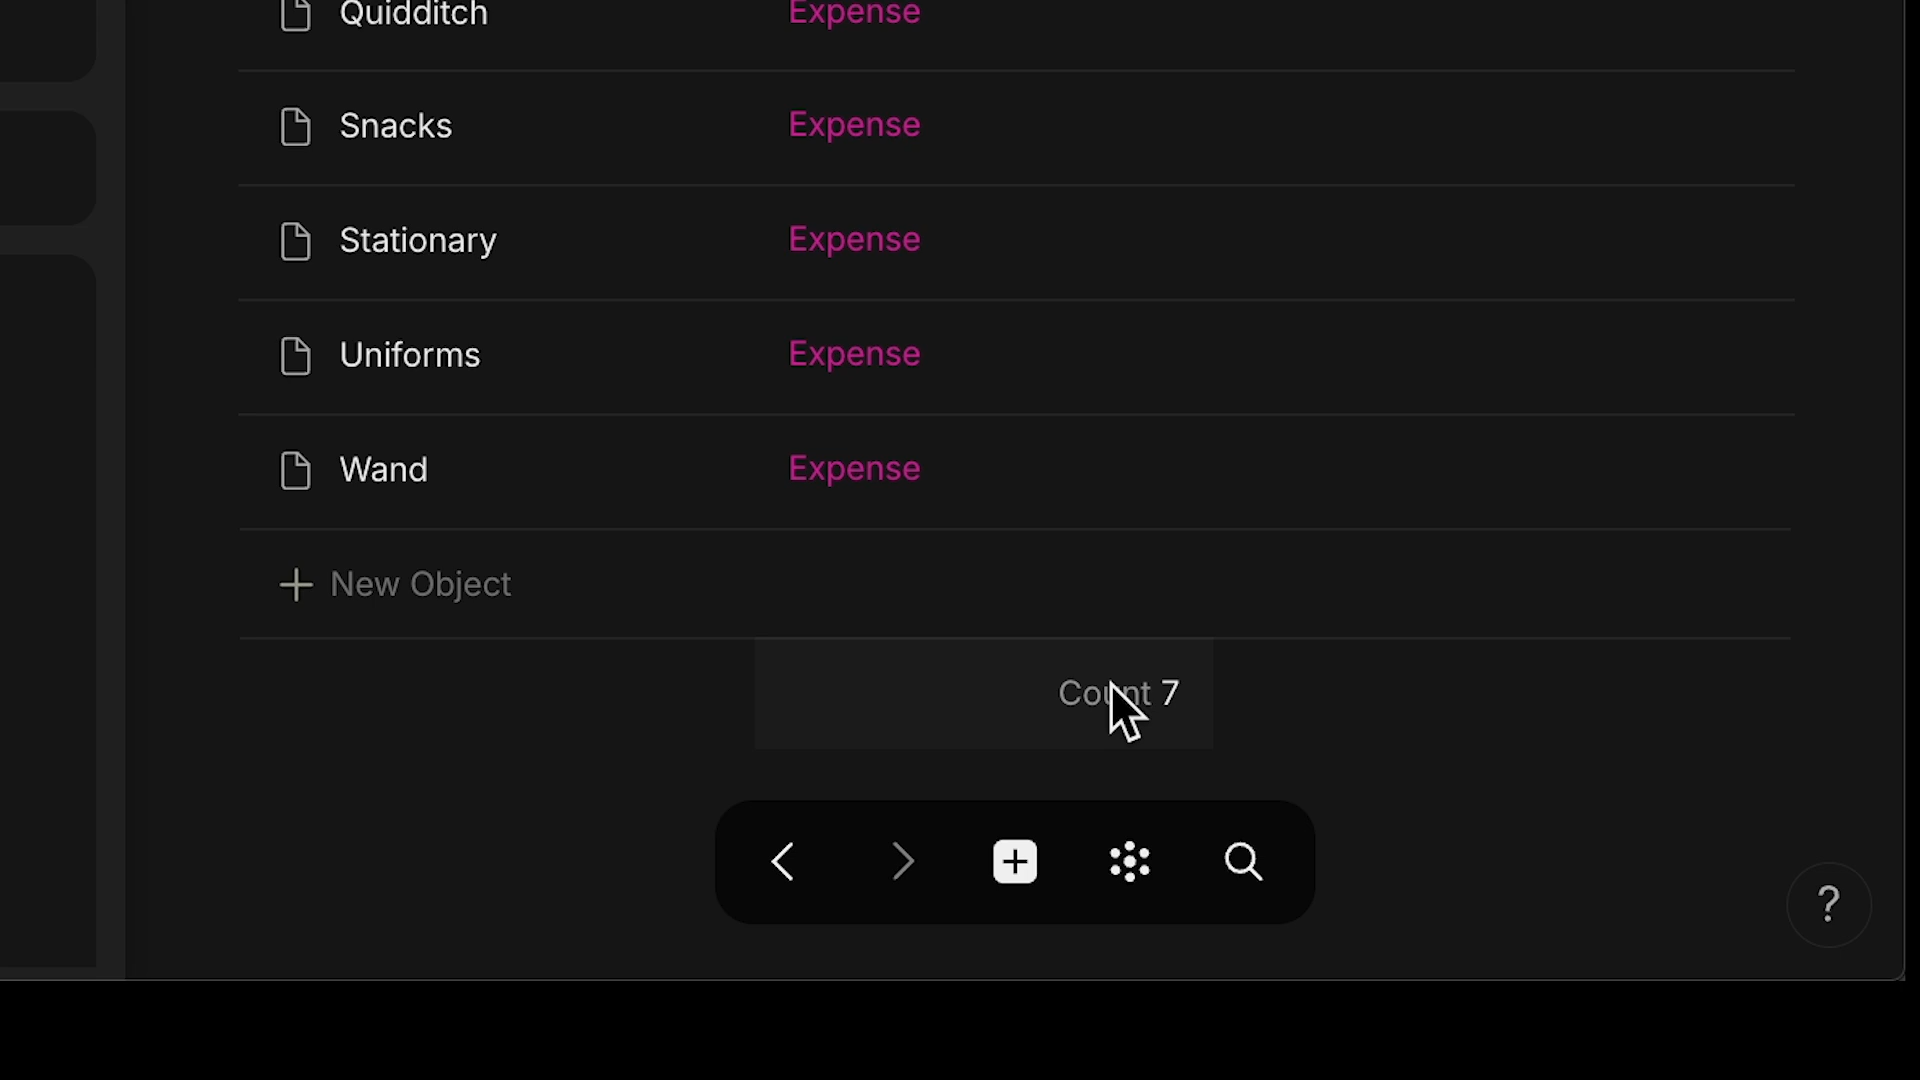 Quidditch Expense
Snacks Expense
Stationary Expense
Uniforms Expense
Wand Expense
New Object
Count 7
?